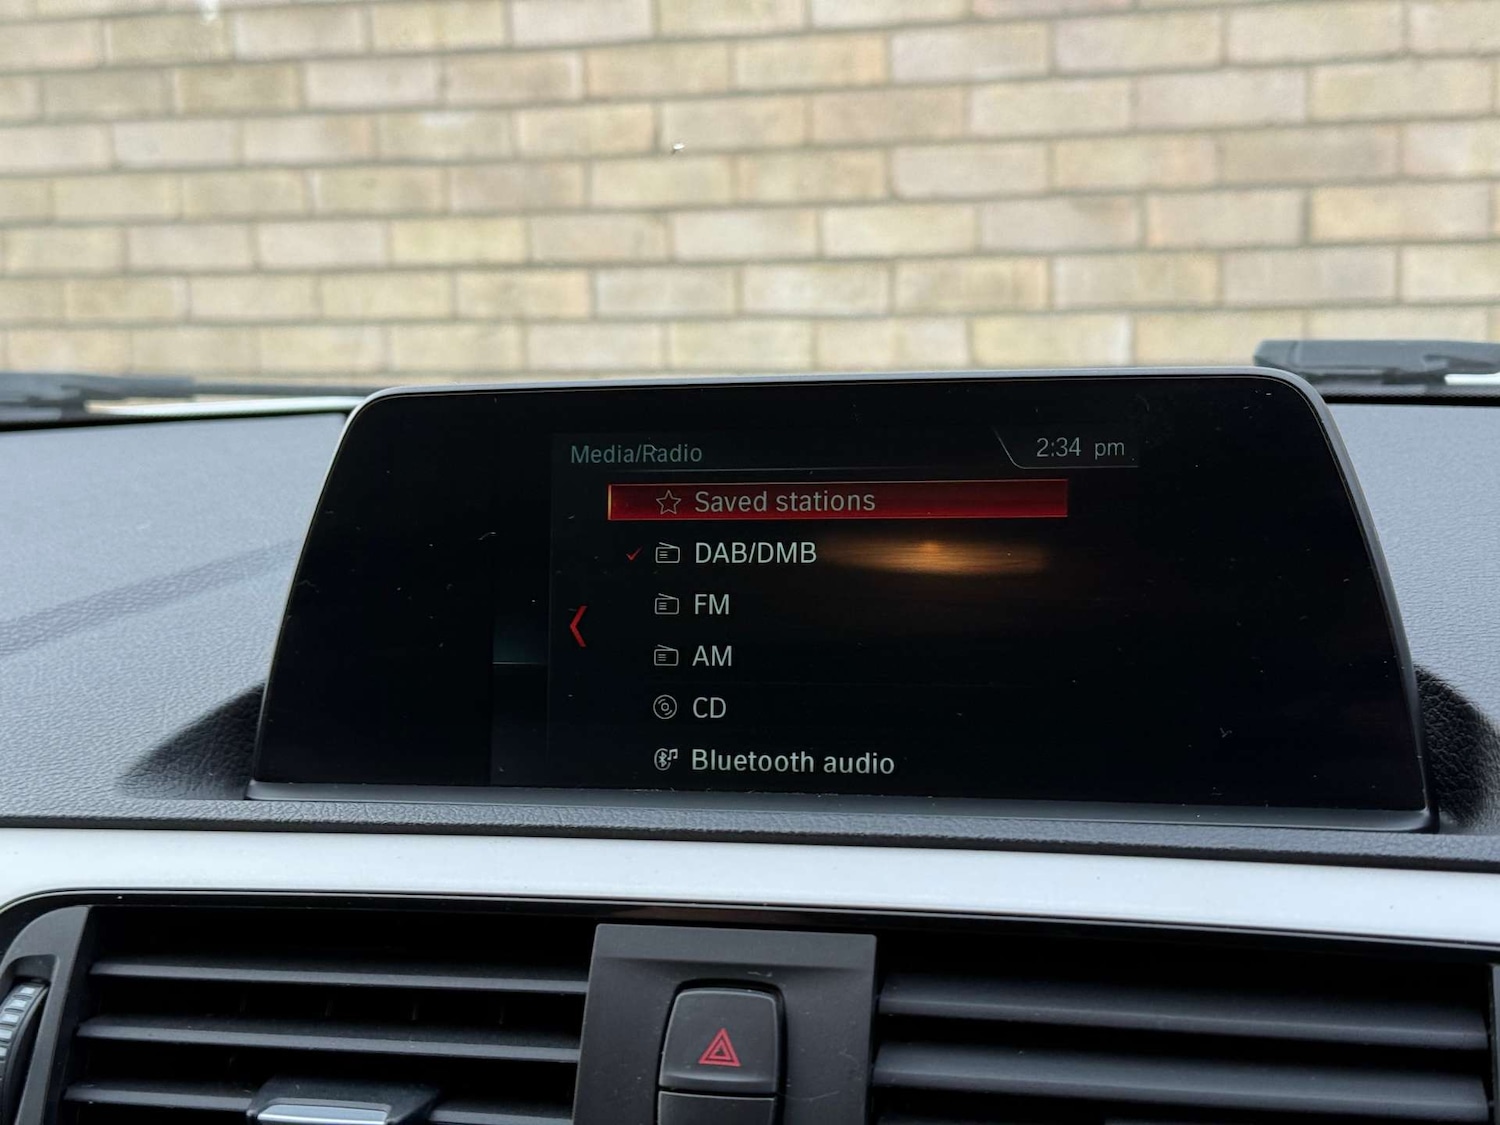 Media/Radio
2:34 pm
Saved stations
DAB/DMB
FM
AM
CD
Bluetooth audio